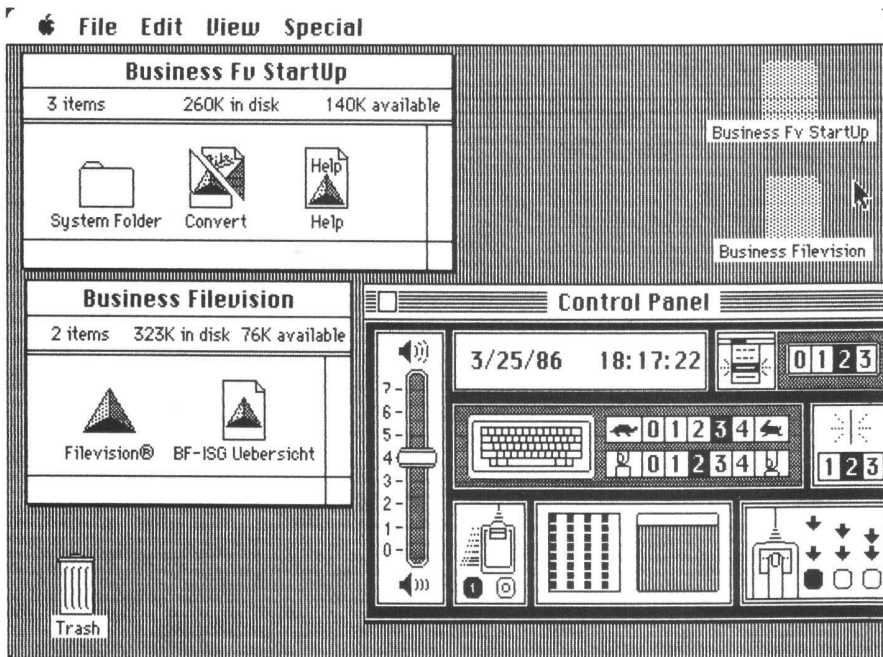 File Edit View Special
Business Fv StartUp
3 items 260K in disk 140K available
Help
System Folder Convert Help
Business Fv StartUp
Business Filevision
Business Filevision
2 items 323K in disk 76K available
Filevision® BF-ISG Uebersicht
Trash
Control Panel
3/25/86 18:17:22
0 1 2 3
7-
6-
5-
4-
3-
2-
1-
0-
0 1 2 3 4
0 1 2 3 4
1 2 3
1 0